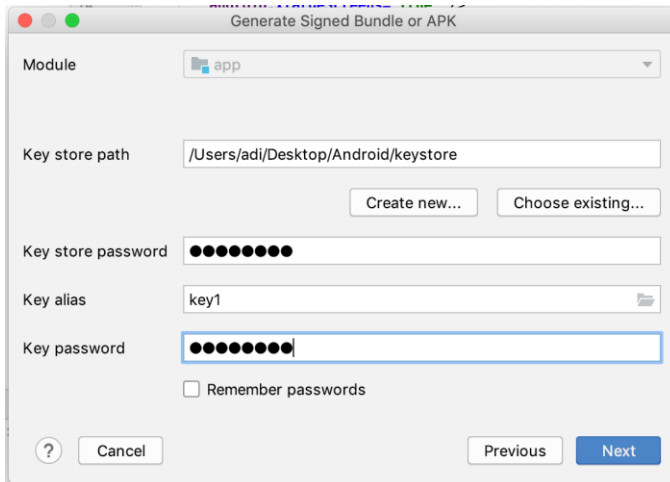 Generate Signed Bundle or APK
Module app
Key store path /Users/adi/Desktop/Android/keystore
Create new... Choose existing...
Key store password ●●●●●●●●
Key alias key1
Key password ●●●●●●●●
Remember passwords
? Cancel Previous Next